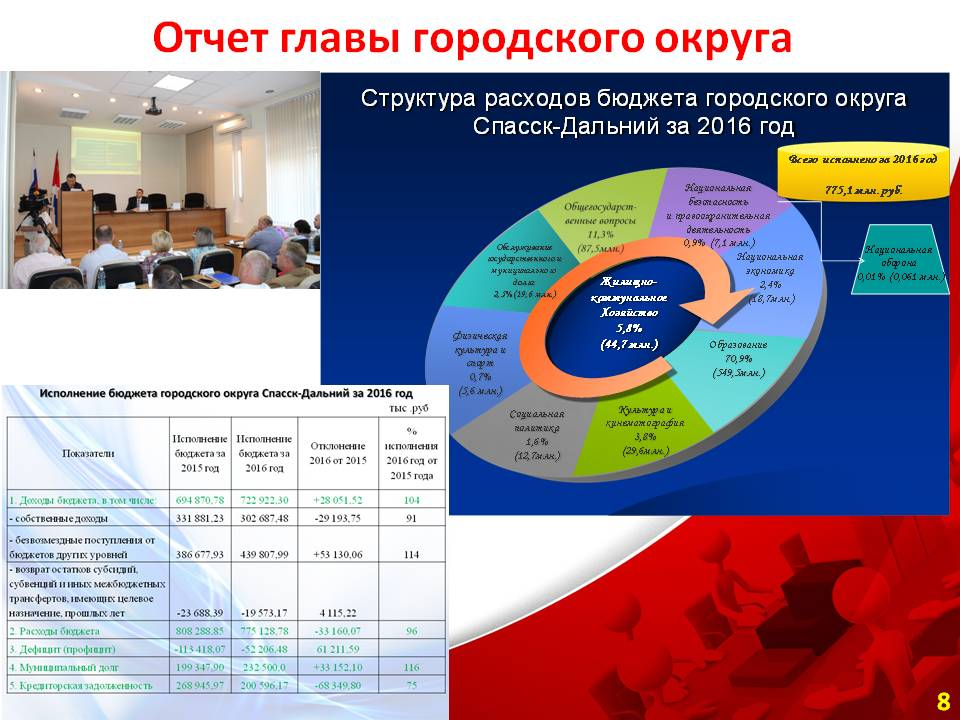 Отчет главы городского округа
Структура расходов бюджета городского округа
Спасск-Дальний за 2016 год
Всего исполнено за 2016 год
775,1 млн. руб.
Национальная
безопасность
и правоохранительная
деятельность
0,9% (7,1 млн.)
Общегосударст-
венные вопросы
11,3%
(87,5млн.)
Национальная
оборона
0,01% (0,061 млн.)
Национальная
экономика
2,4%
(18,7млн.)
Обслуживание
государственного и
муниципального
долга
2,5% (19,6 млн.)
Жилищно-
коммунальное
Хозяйство
5,8%
(44,7 млн.)
Физическая
культура и
спорт
0,7%
(5,6 млн.)
Образование
70,9%
(549,5млн.)
Социальная
политика
1,6%
(12,7млн.)
Культура и
кинематография
3,8%
(29,6млн.)
Исполнение бюджета городского округа Спасск-Дальний за 2016 год
тыс .руб
Показатели
Исполнение
бюджета за
2015 год
Исполнение
бюджета за
2016 год
Отклонение
2016 от 2015
%
исполнения
2016 год от
2015 года
1. Доходы бюджета, в том числе: 694 870,78 722 922,30 +28 051,52 104
- собственные доходы 331 881,23 302 687,48 -29 193,75 91
- безвозмездные поступления от
бюджетов других уровней 386 677,93 439 807,99 +53 130,06 114
- возврат остатков субсидий,
субвенций и иных межбюджетных
трансфертов, имеющих целевое
назначение, прошлых лет -23 688,39 -19 573,17 4 115,22
2. Расходы бюджета 808 288,85 775 128,78 -33 160,07 96
3. Дефицит (профицит) -113 418,07 -52 206,48 61 211,59
4. Муниципальный долг 199 347,90 232 500,0 +33 152,10 116
5. Кредиторская задолженность 268 945,97 200 596,17 -68 349,80 75
8